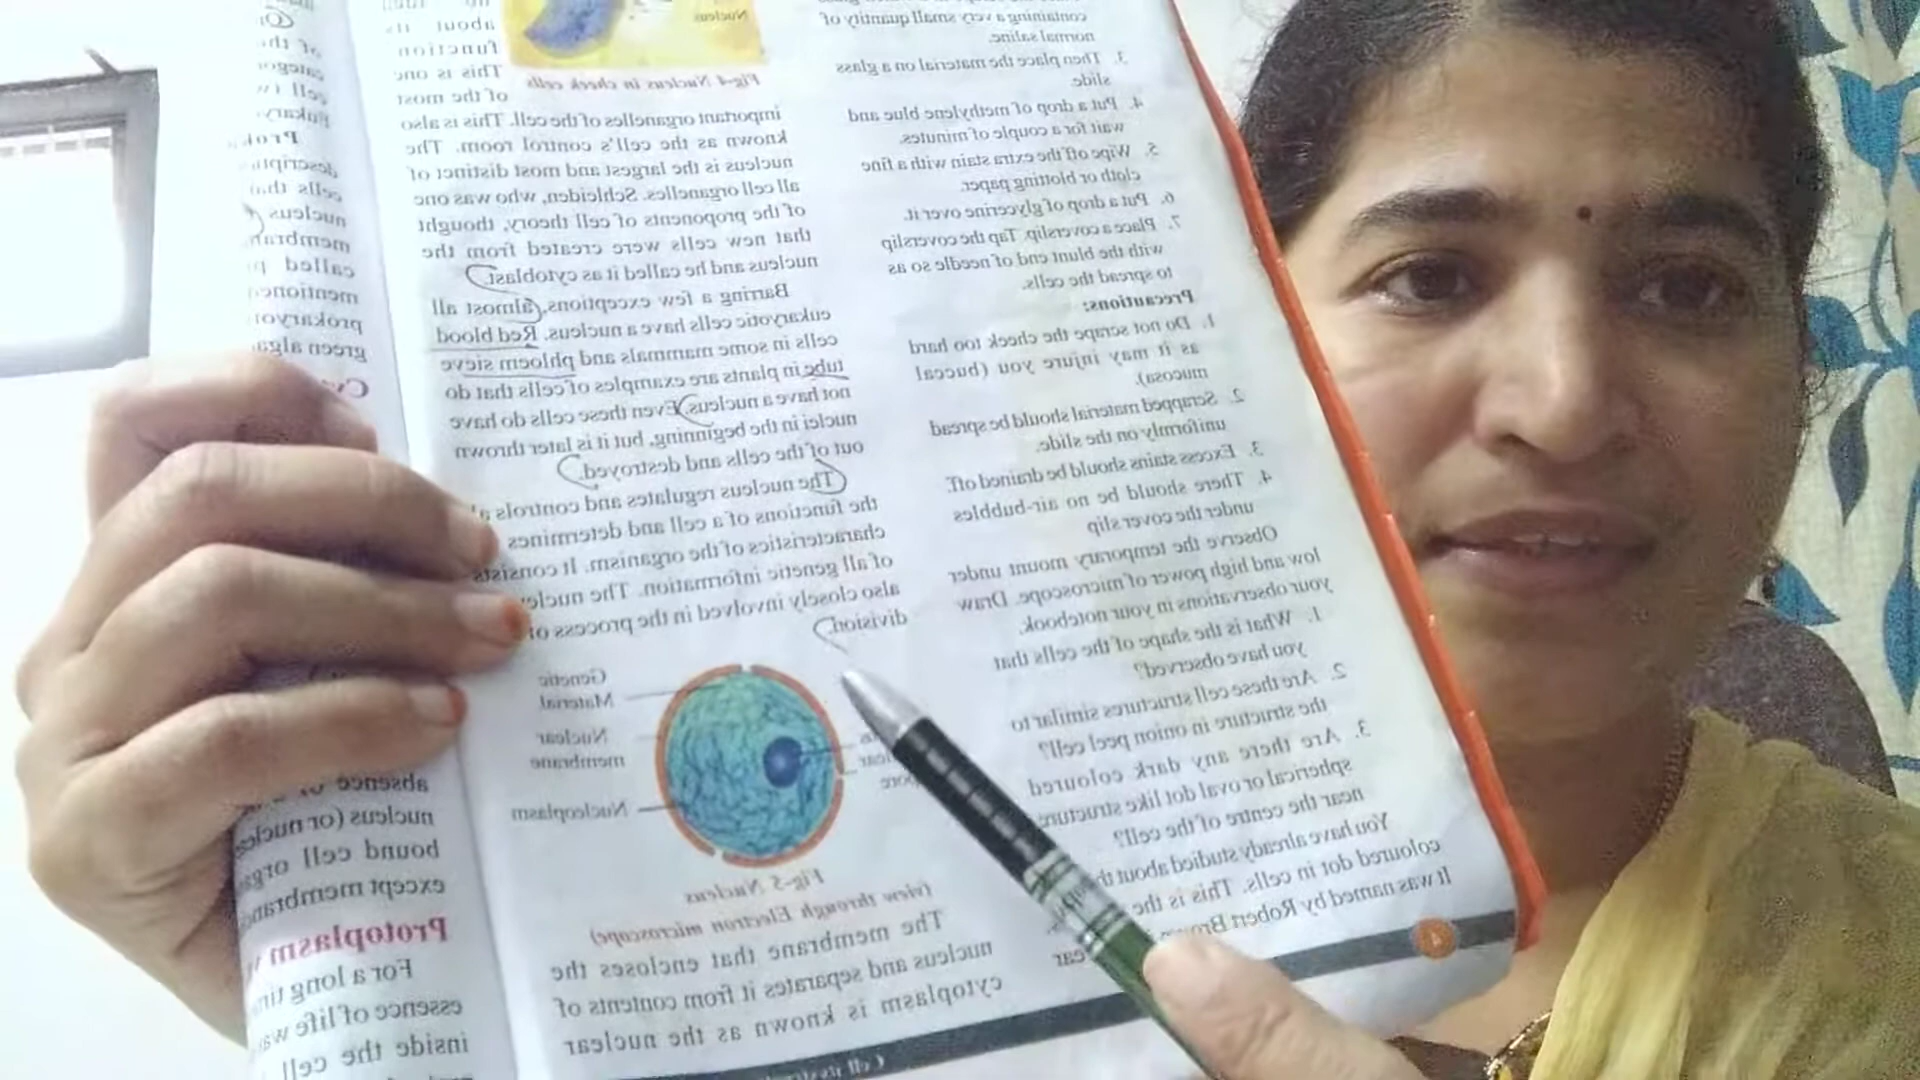 containing a very small quantity of
normal saline.
3. Then place the material on a glass
slide.
4. Put a drop of methylene blue and
wait for a couple of minutes.
5. Wipe off the extra stain with a fine
cloth or blotting paper.
6. Put a drop of glycerine over it.
7. Place a coverslip. Tap the coverslip
with the blunt end of needle so as
to spread the cells.
Precautions:
1. Do not scrape the cheek too hard
as it may injure you (buccal
mucosa).
2. Scrapped material should be spread
uniformly on the slide.
3. Excess stains should be drained off.
4. There should be no air-bubbles
under the cover slip
Observe the temporary mount under
low and high power of microscope. Draw
your observations in your notebook.
1. What is the shape of the cells that
you have observed?
2. Are these cell structures similar to
the structure in onion peel cell?
3. Are there any dark coloured
spherical or oval dot like structure
near the centre of the cell?
You have already studied about
coloured dot in cells. This is the
It was named by Robert Brown
4
Nucleus
Fig-4 Nucleus in cheek cells
about its
function
This is one
of the most
important organelles of the cell. This is also
known as the cell's control room. The
nucleus is the largest and most distinct of
all cell organelles. Schleiden, who was one
of the proponents of cell theory, thought
that new cells were created from the
nucleus and he called it as cytoblast.
Barring a few exceptions, almost all
eukaryotic cells have a nucleus. Red blood
cells in some mammals and phloem sieve
tube in plants are examples of cells that do
not have a nucleus. Even these cells do have
nuclei in the beginning, but it is later thrown
out of the cells and destroyed.
The nucleus regulates and controls
the functions of a cell and determines
characteristics of the organism. It consists
of all genetic information. The
also closely involved in the process of
division.
Genetic
Material
Nuclear
membrane
Nucleoplasm
Fig-5 Nucleus
(view through Electron microscope)
The membrane that encloses the
nucleus and separates it from contents of
cytoplasm is known as the nuclear
of the
cell
descriptio
cells that
nucleus
called
green alga
absence
nucleus (or
bound cell
except
Protoplasm
For a long
essence of life
inside the cell